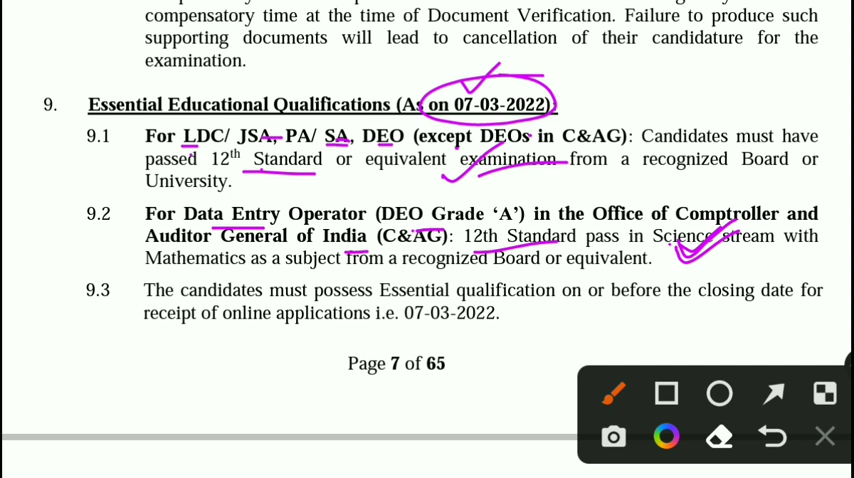 compensatory time at the time of Document Verification. Failure to produce such
supporting documents will lead to cancellation of their candidature for the
examination.
9. Essential Educational Qualifications (As on 07-03-2022):
9.1 For LDC/ JSA, PA/ SA, DEO (except DEOs in C&AG): Candidates must have
passed 12th Standard or equivalent examination from a recognized Board or
University.
9.2 For Data Entry Operator (DEO Grade ‘A’) in the Office of Comptroller and
Auditor General of India (C&AG): 12th Standard pass in Science stream with
Mathematics as a subject from a recognized Board or equivalent.
9.3 The candidates must possess Essential qualification on or before the closing date for
receipt of online applications i.e. 07-03-2022.
Page 7 of 65